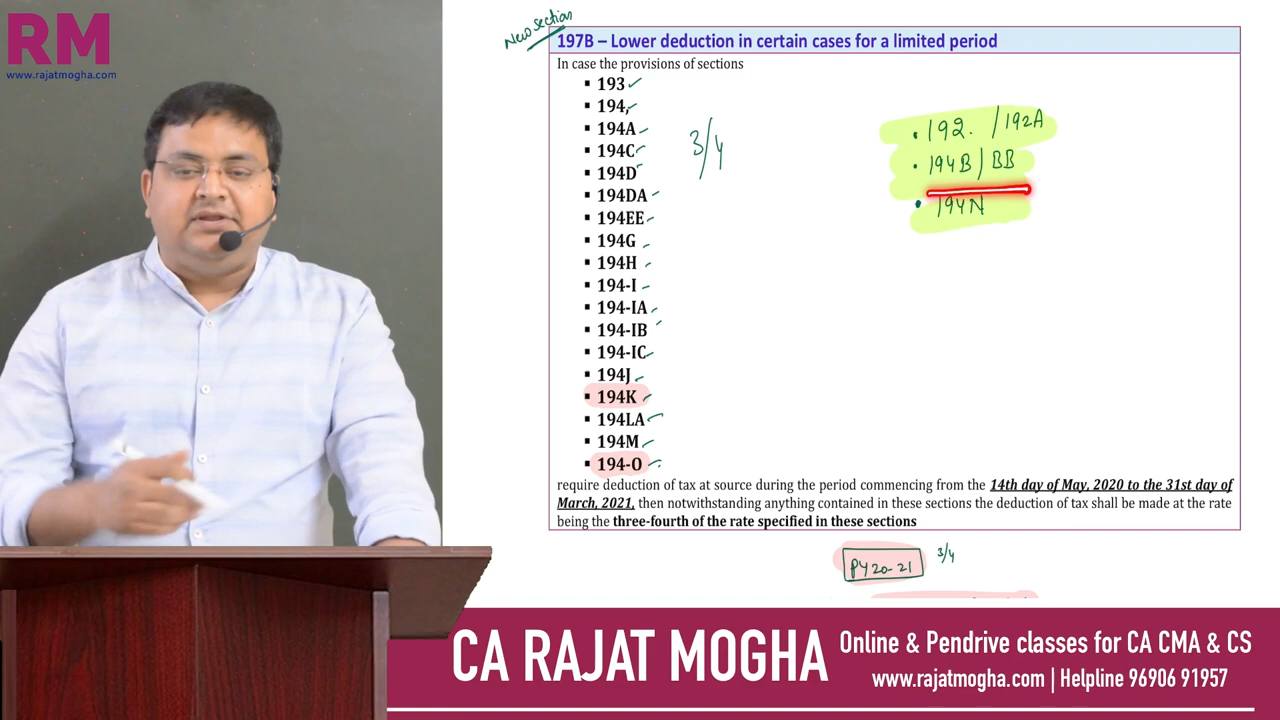 RM
www.rajatmogha.com
New section
197B – Lower deduction in certain cases for a limited period
In case the provisions of sections
▪ 193
▪ 194,
▪ 194A
▪ 194C
▪ 194D
▪ 194DA
▪ 194EE
▪ 194G
▪ 194H
▪ 194-I
▪ 194-IA
▪ 194-IB
▪ 194-IC
▪ 194J
▪ 194K
▪ 194LA
▪ 194M
▪ 194-O
3/4
• 192. / 192A
• 194B / BB
• 194N
require deduction of tax at source during the period commencing from the 14th day of May, 2020 to the 31st day of
March, 2021, then notwithstanding anything contained in these sections the deduction of tax shall be made at the rate
being the three-fourth of the rate specified in these sections
PY 20-21 3/4
CA RAJAT MOGHA
Online & Pendrive classes for CA CMA & CS
www.rajatmogha.com | Helpline 96906 91957